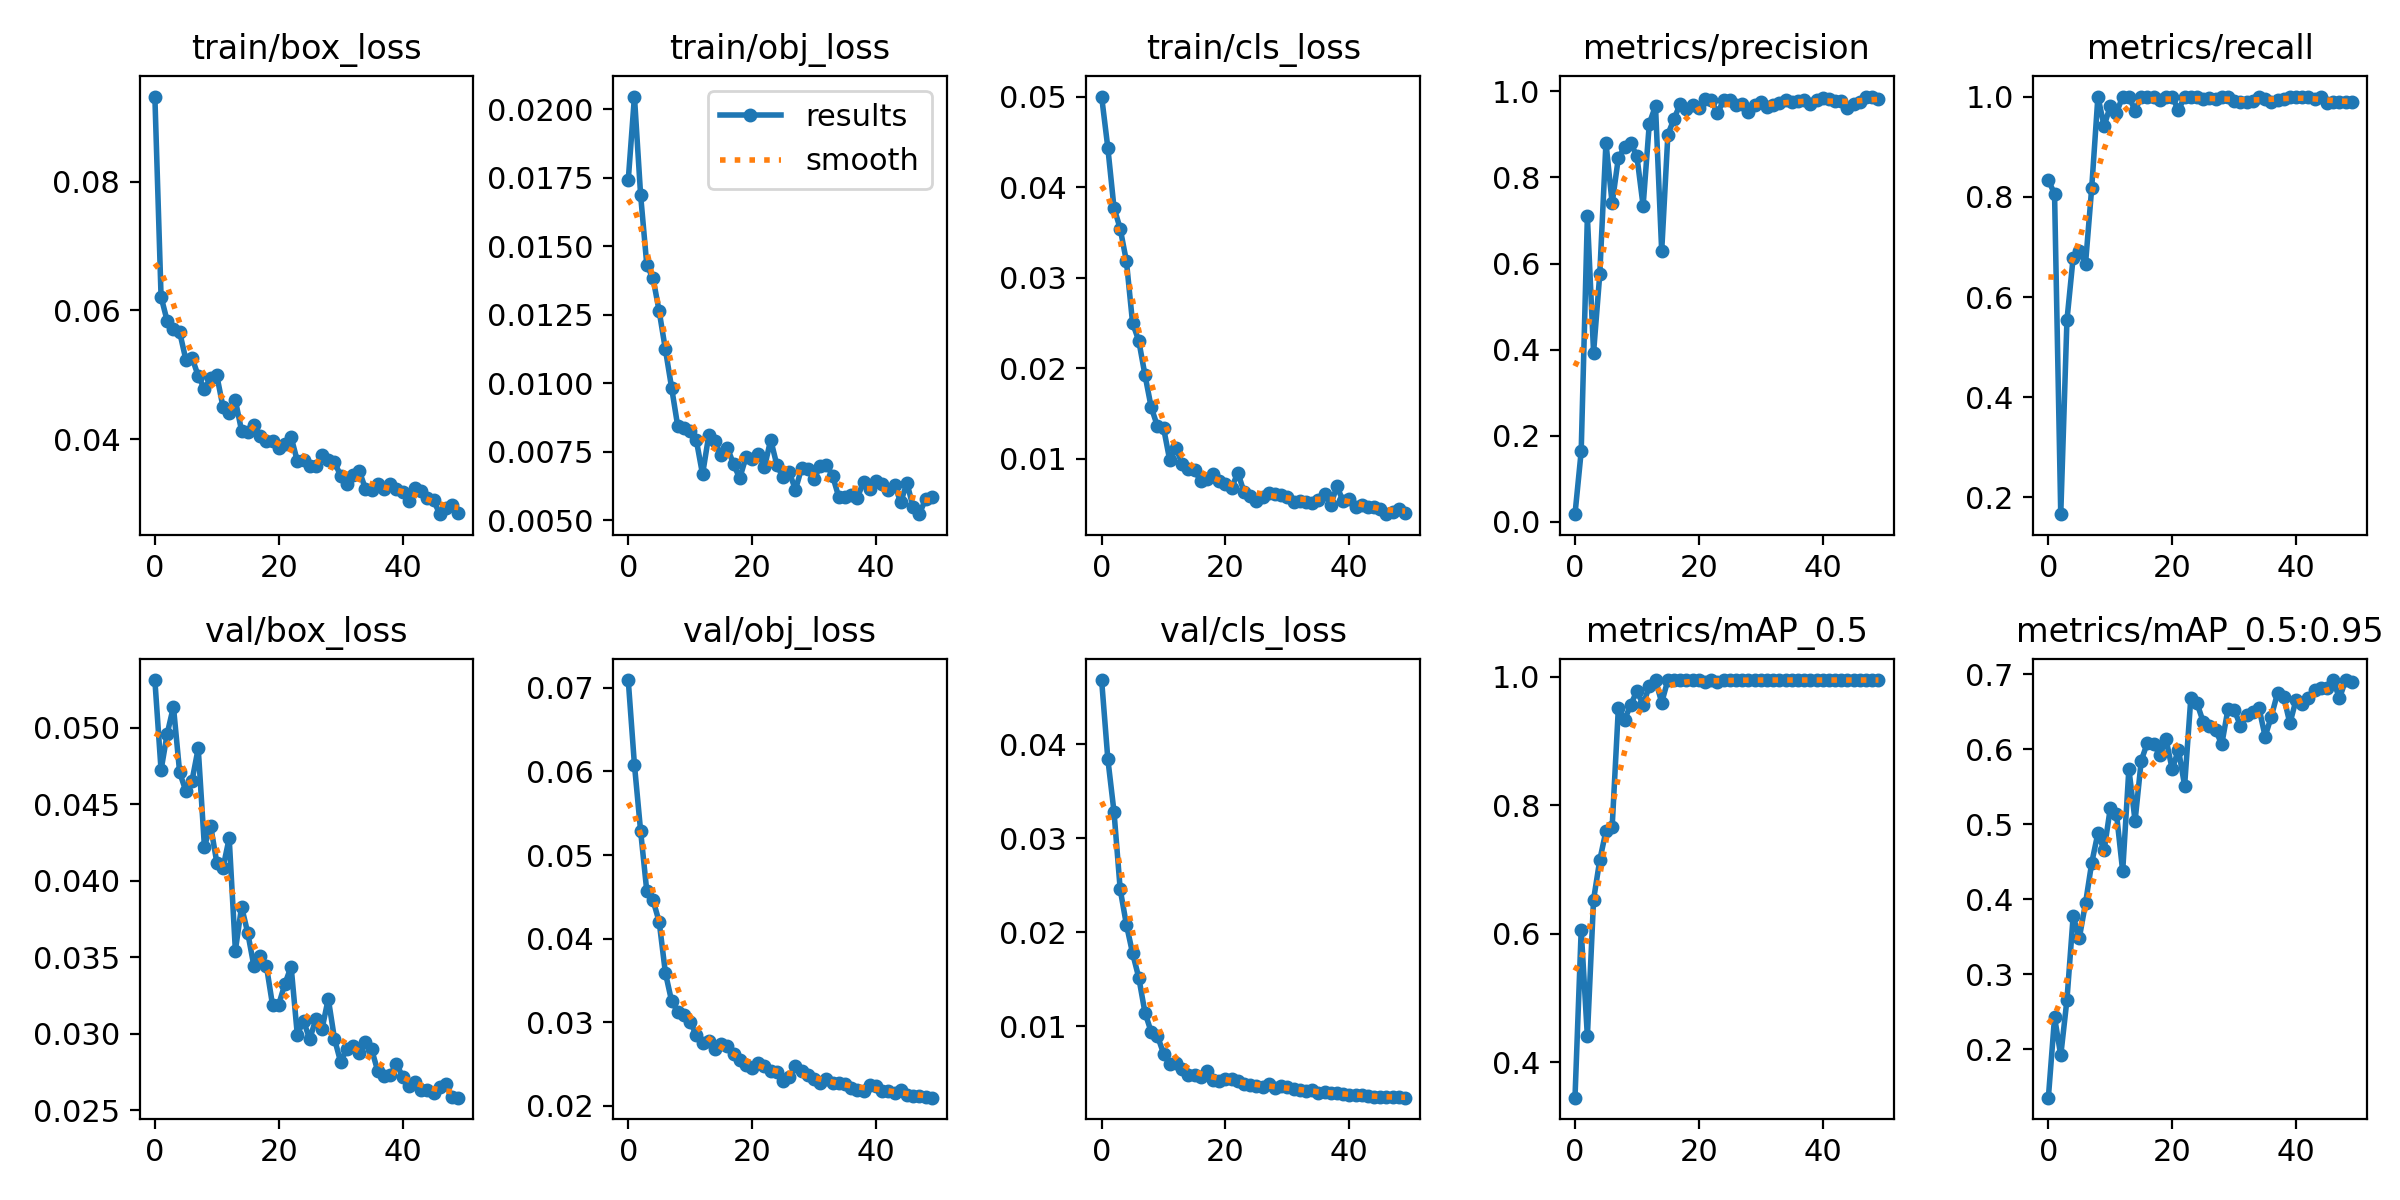 train/box_loss
0.08
0.06
0.04
0 20 40
train/obj_loss
0.0200
0.0175
0.0150
0.0125
0.0100
0.0075
0.0050
0 20 40
results
smooth
train/cls_loss
0.05
0.04
0.03
0.02
0.01
0 20 40
metrics/precision
1.0
0.8
0.6
0.4
0.2
0.0
0 20 40
metrics/recall
1.0
0.8
0.6
0.4
0.2
0 20 40
val/box_loss
0.050
0.045
0.040
0.035
0.030
0.025
0 20 40
val/obj_loss
0.07
0.06
0.05
0.04
0.03
0.02
0 20 40
val/cls_loss
0.04
0.03
0.02
0.01
0 20 40
metrics/mAP_0.5
1.0
0.8
0.6
0.4
0 20 40
metrics/mAP_0.5:0.95
0.7
0.6
0.5
0.4
0.3
0.2
0 20 40